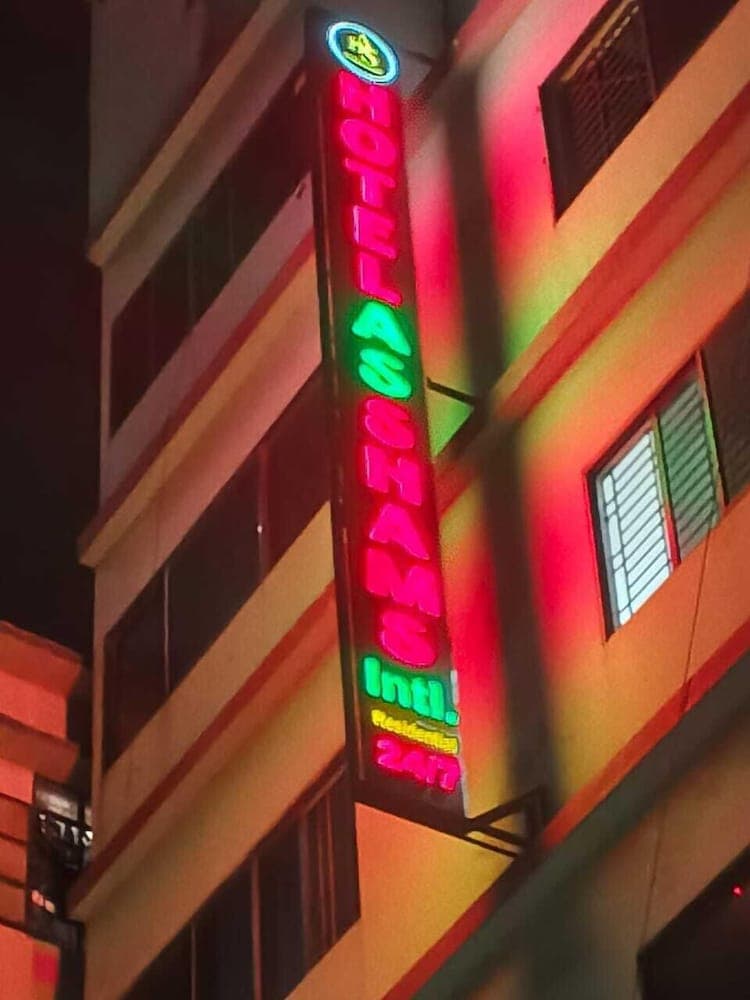 HOTEL AS SHAMS
Intl.
Residential
24/7